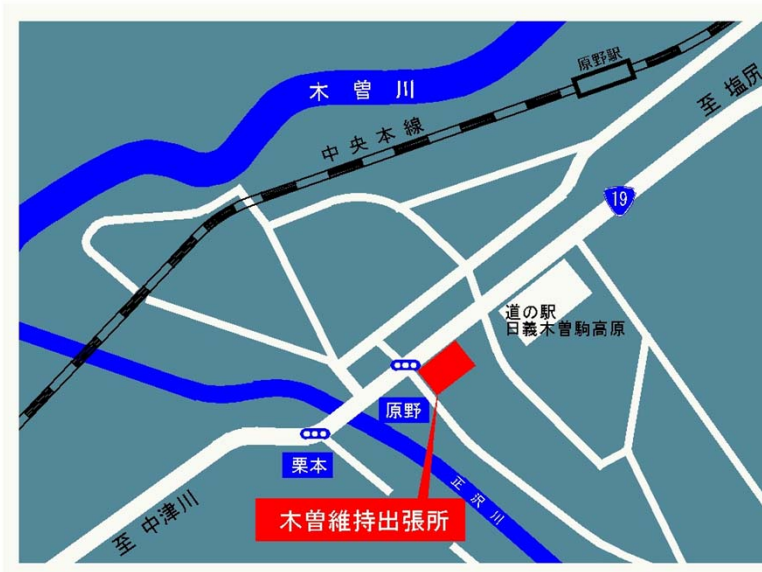 原野駅
木曽川
至 塩尻
中央本線
19
道の駅
日義木曽駒高原
原野
栗本
正沢川
木曽維持出張所
至 中津川